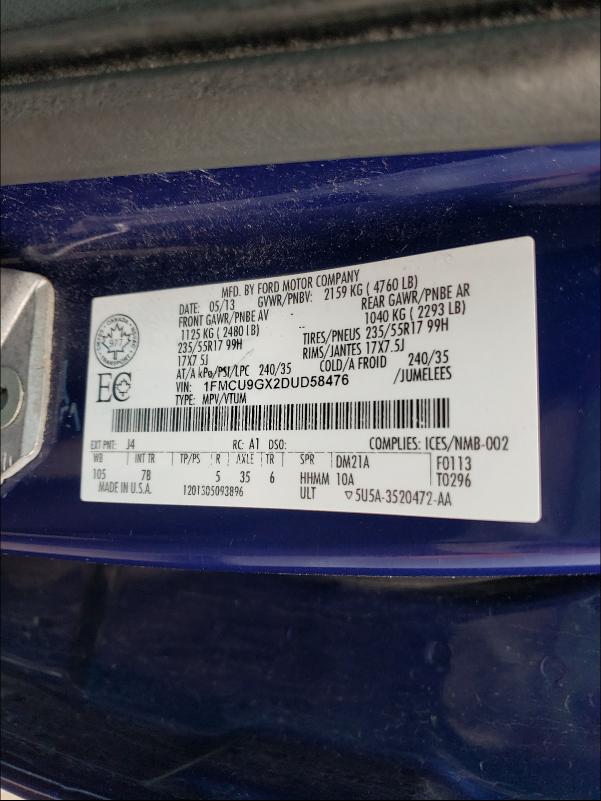 MFD. BY FORD MOTOR COMPANY
DATE: 05/13 GVWR/PNBV: 2159 KG ( 4760 LB)
FRONT GAWR/PNBE AV REAR GAWR/PNBE AR
1125 KG ( 2480 LB) 1040 KG ( 2293 LB)
235/55R17 99H TIRES/PNEUS 235/55R17 99H
17X7.5J RIMS/JANTES 17X7.5J
AT/A kPa/PSI/LPC 240/35 COLD/A FROID 240/35
VIN: 1FMCU9GX2DUD58476 /JUMELEES
TYPE: MPV/VTUM
EC
EXT PNT: J4 RC: A1 DSO: COMPLIES: ICES/NMB-002
WB INT TR TP/PS R AXLE TR SPR DM21A F0113
105 7B 5 35 6 HHMM 10A T0296
MADE IN U.S.A. 1201305093896 ULT 5U5A-3520472-AA